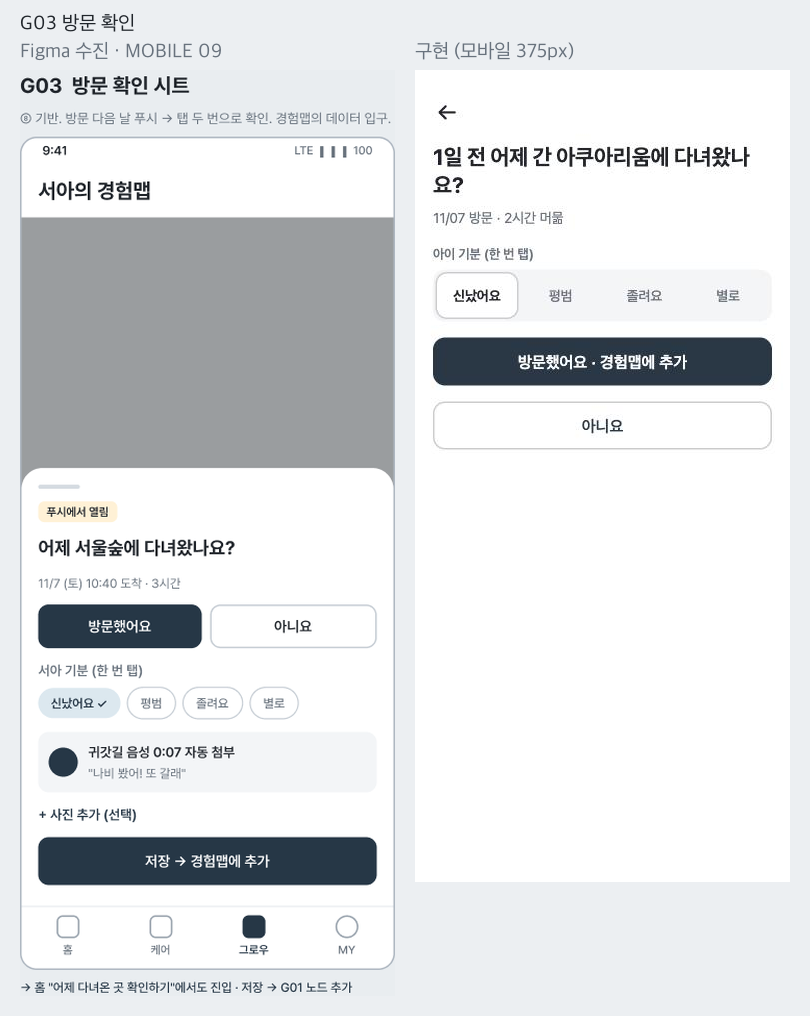 G03 방문 확인
Figma 수진 · MOBILE 09
G03 방문 확인 시트
⑧ 기반. 방문 다음 날 푸시 → 탭 두 번으로 확인. 경험맵의 데이터 입구.
9:41
LTE ▌▐ ▐ 100
서아의 경험맵
푸시에서 열림
어제 서울숲에 다녀왔나요?
11/7 (토) 10:40 도착 · 3시간
방문했어요
아니요
서아 기분 (한 번 탭)
신났어요 ✓
평범
졸려요
별로
귀갓길 음성 0:07 자동 첨부
"나비 봤어! 또 갈래"
+ 사진 추가 (선택)
저장 → 경험맵에 추가
홈
케어
그로우
MY
→ 홈 "어제 다녀온 곳 확인하기"에서도 진입 · 저장 → G01 노드 추가
구현 (모바일 375px)
←
1일 전 어제 간 아쿠아리움에 다녀왔나
요?
11/07 방문 · 2시간 머묾
아이 기분 (한 번 탭)
신났어요
평범
졸려요
별로
방문했어요 · 경험맵에 추가
아니요